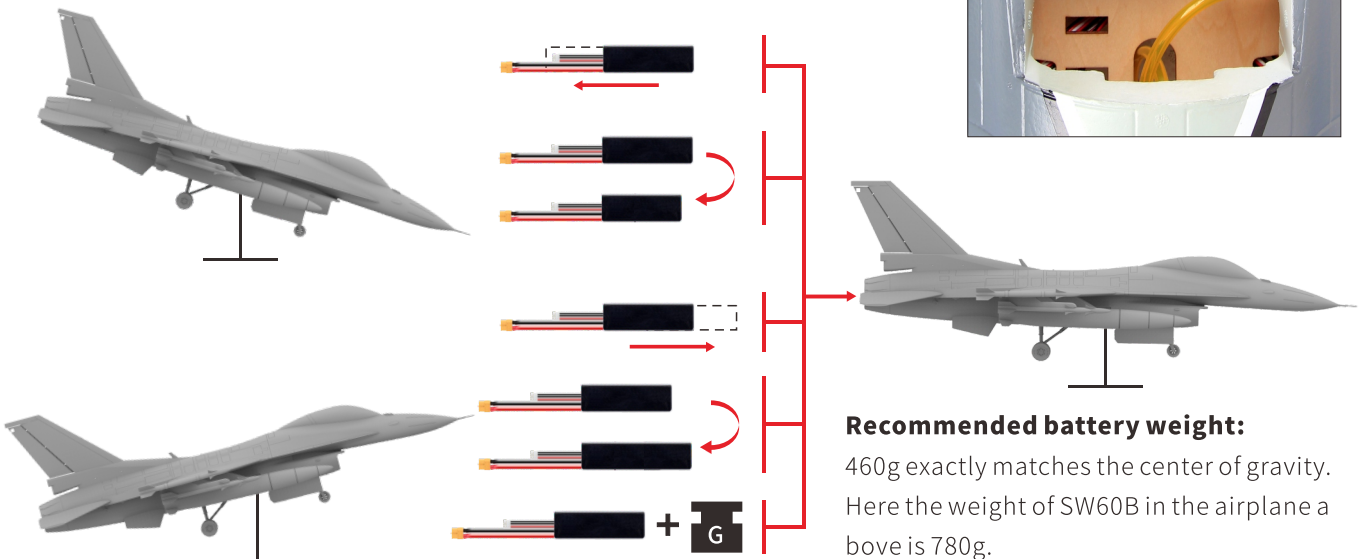 G
Recommended battery weight:
460g exactly matches the center of gravity.
Here the weight of SW60B in the airplane a
bove is 780g.